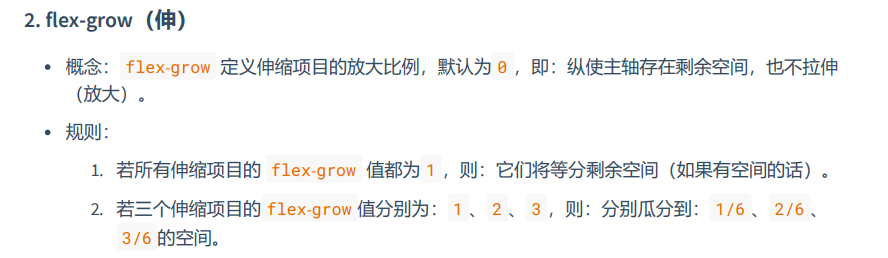 2. flex-grow（伸）
• 概念：flex-grow 定义伸缩项目的放大比例，默认为 0，即：纵使主轴存在剩余空间，也不拉伸
（放大）。
• 规则：
1. 若所有伸缩项目的 flex-grow 值都为 1，则：它们将等分剩余空间（如果有空间的话）。
2. 若三个伸缩项目的 flex-grow 值分别为：1、2、3，则：分别瓜分到：1/6、2/6、
3/6 的空间。